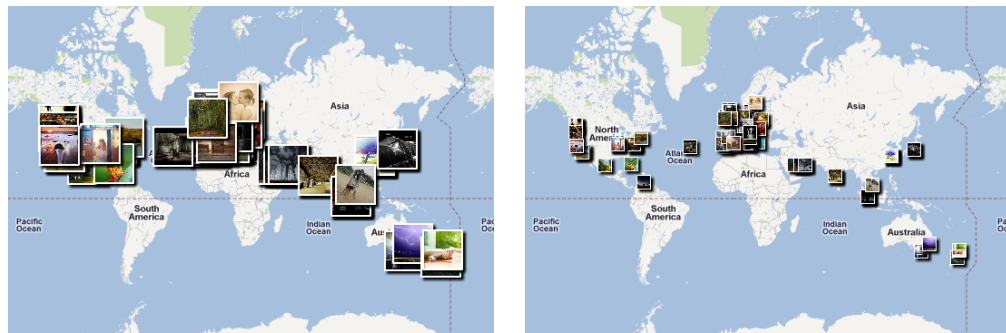 Asia
Africa
South
America
Pacific
Ocean
Indian
Ocean
Pacific
Ocean
Asia
North
Atlantic
Ocean
Africa
South
America
Indian
Ocean
Australia
Pacific
Ocean